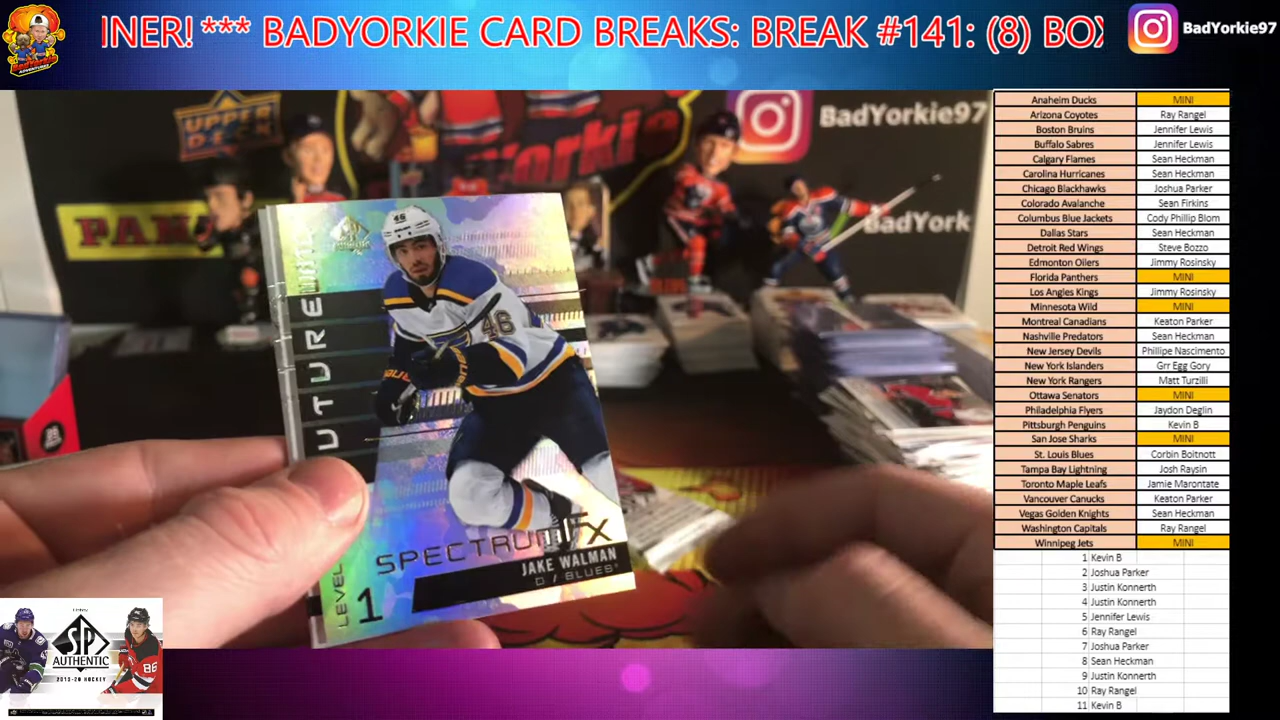 INER! *** BADYORKIE CARD BREAKS: BREAK #141: (8) BOX
BadYorkie97
UPPER DECK
Yorkie
BadYorkie97
PANI
BadYork
46
46
FUTURE
SPECTRUM FX
JAKE WALMAN
D / BLUES
LEVEL 1
SP AUTHENTIC
2019-20 HOCKEY
Anaheim Ducks MINI
Arizona Coyotes Ray Rangel
Boston Bruins Jennifer Lewis
Buffalo Sabres Jennifer Lewis
Calgary Flames Sean Heckman
Carolina Hurricanes Sean Heckman
Chicago Blackhawks Joshua Parker
Colorado Avalanche Sean Firkins
Columbus Blue Jackets Cody Phillip Blom
Dallas Stars Sean Heckman
Detroit Red Wings Steve Bozzo
Edmonton Oilers Jimmy Rosinsky
Florida Panthers MINI
Los Angles Kings Jimmy Rosinsky
Minnesota Wild MINI
Montreal Canadians Keaton Parker
Nashville Predators Sean Heckman
New Jersey Devils Phillipe Nascimento
New York Islanders Grr Egg Gory
New York Rangers Matt Turzilli
Ottawa Senators MINI
Philadelphia Flyers Jaydon Deglin
Pittsburgh Penguins Kevin B
San Jose Sharks MINI
St. Louis Blues Corbin Boitnott
Tampa Bay Lightning Josh Raysin
Toronto Maple Leafs Jamie Marontate
Vancouver Canucks Keaton Parker
Vegas Golden Knights Sean Heckman
Washington Capitals Ray Rangel
Winnipeg Jets MINI
1 Kevin B
2 Joshua Parker
3 Justin Konnerth
4 Justin Konnerth
5 Jennifer Lewis
6 Ray Rangel
7 Joshua Parker
8 Sean Heckman
9 Justin Konnerth
10 Ray Rangel
11 Kevin B